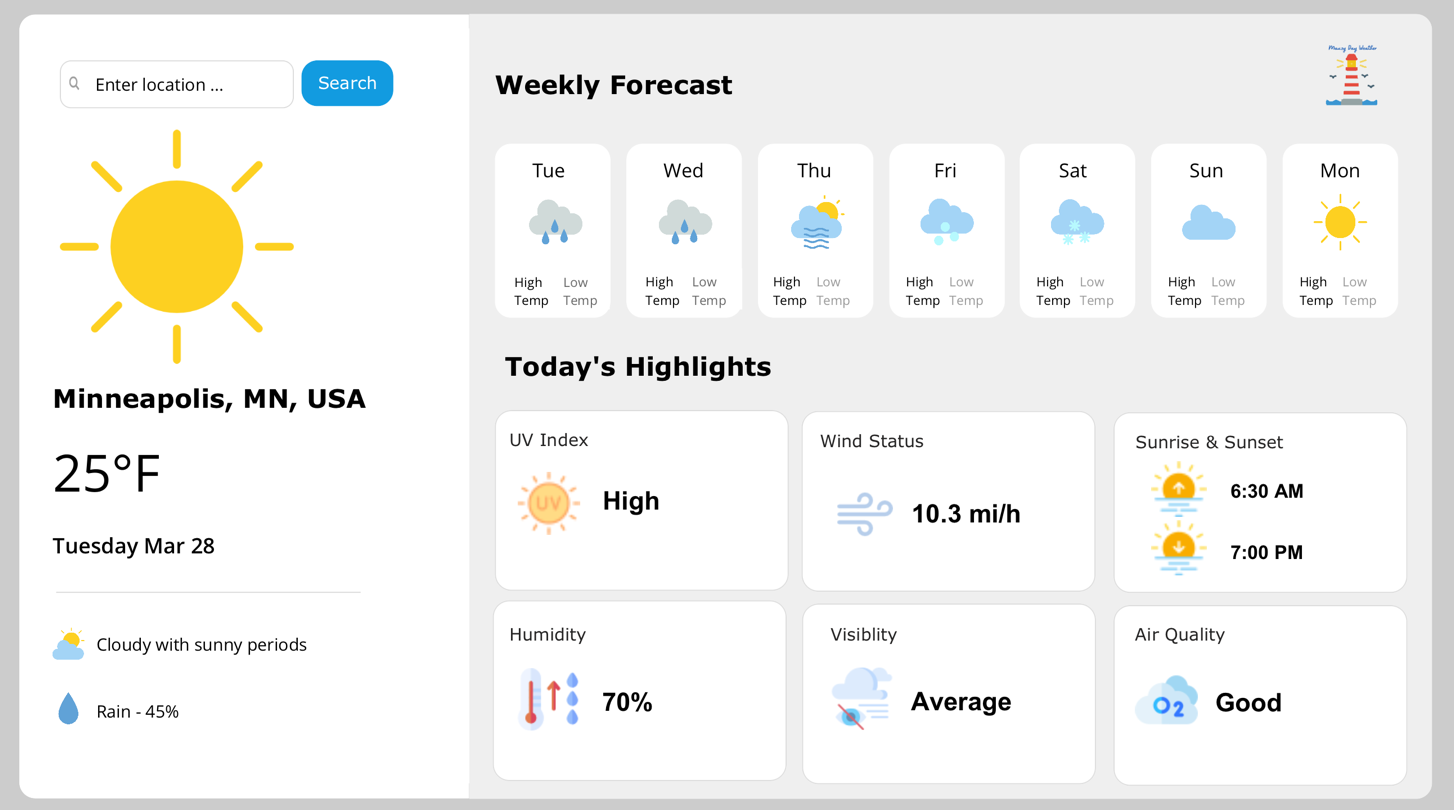 Enter location ...
Search
Minneapolis, MN, USA
25°F
Tuesday Mar 28
Cloudy with sunny periods
Rain - 45%
Weekly Forecast
Manzy Day Weather
Tue
High Low
Temp Temp
Wed
High Low
Temp Temp
Thu
High Low
Temp Temp
Fri
High Low
Temp Temp
Sat
High Low
Temp Temp
Sun
High Low
Temp Temp
Mon
High Low
Temp Temp
Today's Highlights
UV Index
UV
High
Wind Status
10.3 mi/h
Sunrise & Sunset
6:30 AM
7:00 PM
Humidity
70%
Visiblity
Average
Air Quality
O2
Good